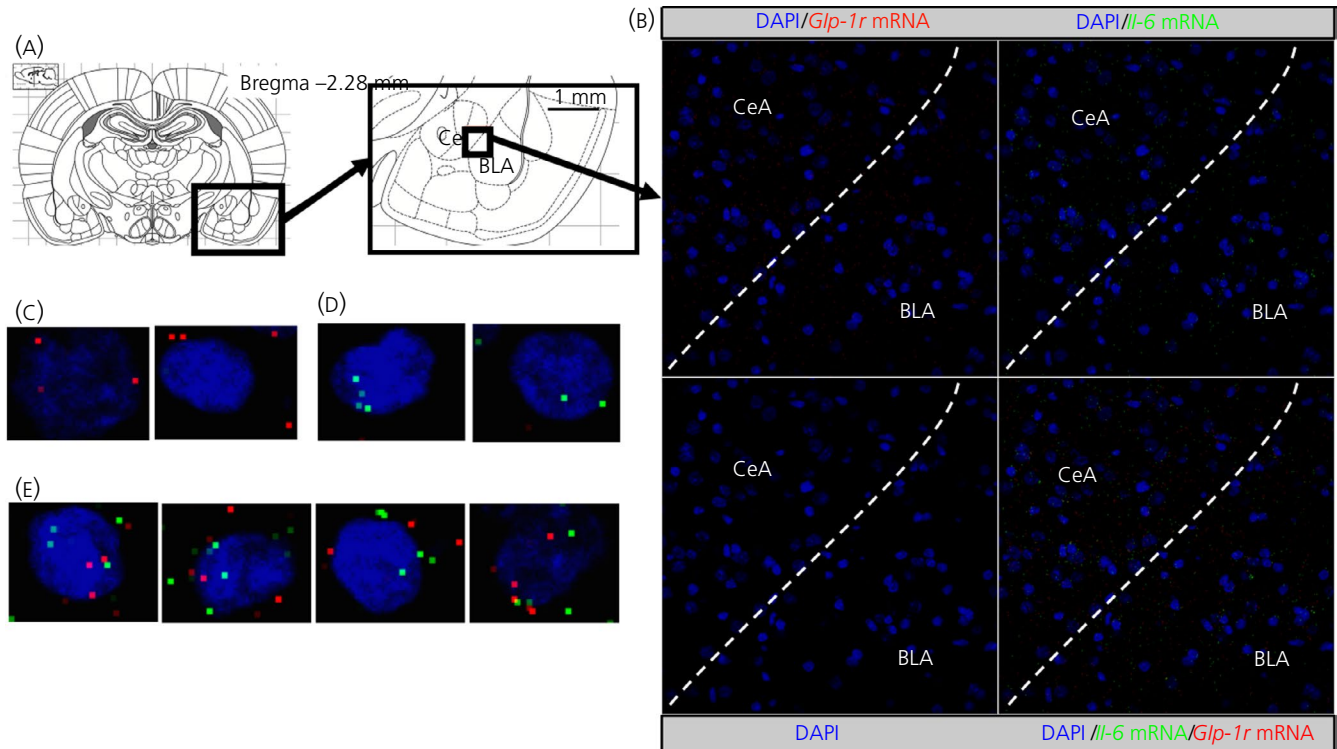 (A)
Bregma –2.28 mm
1 mm
Ce
BLA
(B)
DAPI/Glp-1r mRNA
DAPI/Il-6 mRNA
CeA
BLA
CeA
BLA
CeA
BLA
CeA
BLA
DAPI
DAPI /Il-6 mRNA/Glp-1r mRNA
(C)
(D)
(E)